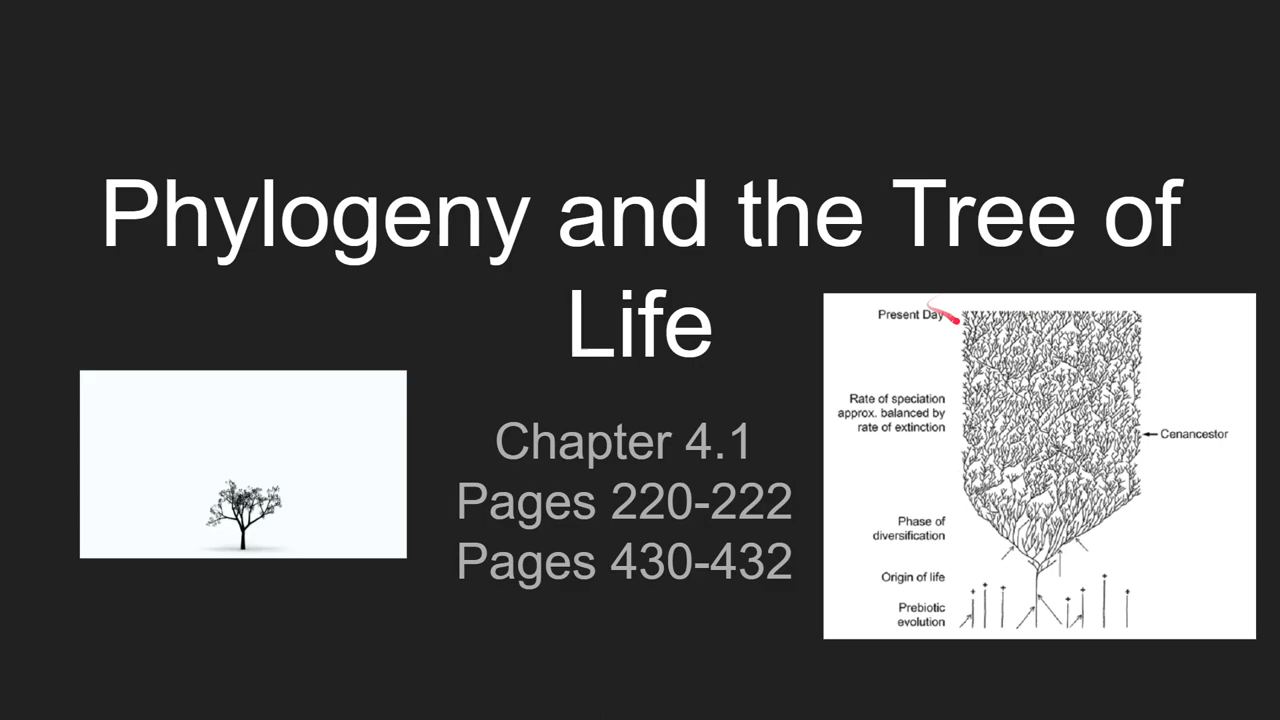 Phylogeny and the Tree of
Life
Chapter 4.1
Pages 220-222
Pages 430-432
Present Day
Rate of speciation
approx. balanced by
rate of extinction
Cenancestor
Phase of
diversification
Origin of life
Prebiotic
evolution